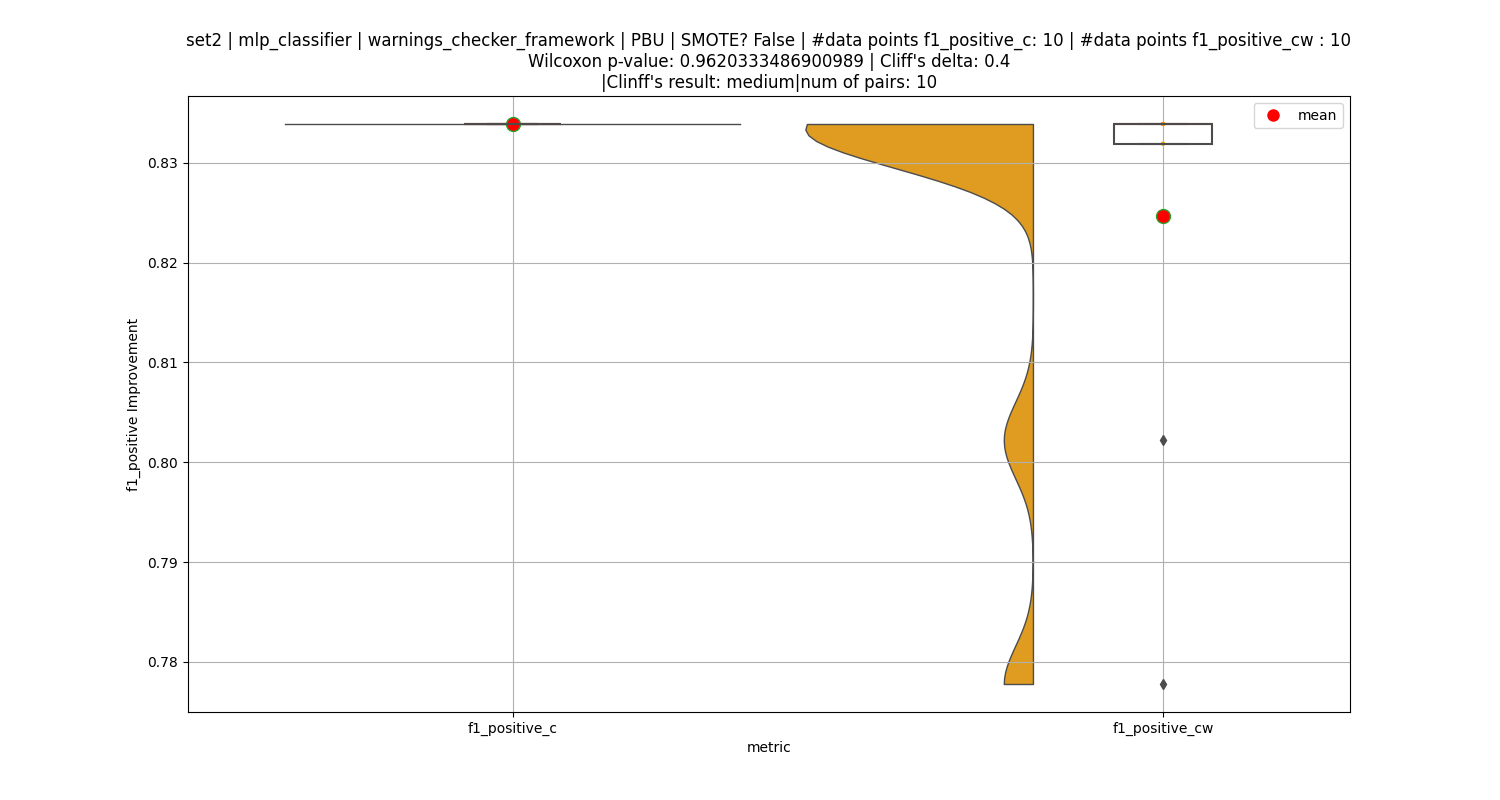 set2 | mlp_classifier | warnings_checker_framework | PBU | SMOTE? False | #data points f1_positive_c: 10 | #data points f1_positive_cw : 10
Wilcoxon p-value: 0.9620333486900989 | Cliff's delta: 0.4
|Clinff's result: medium|num of pairs: 10
mean
0.83
0.82
0.81
0.80
0.79
0.78
f1_positive Improvement
f1_positive_c
f1_positive_cw
metric